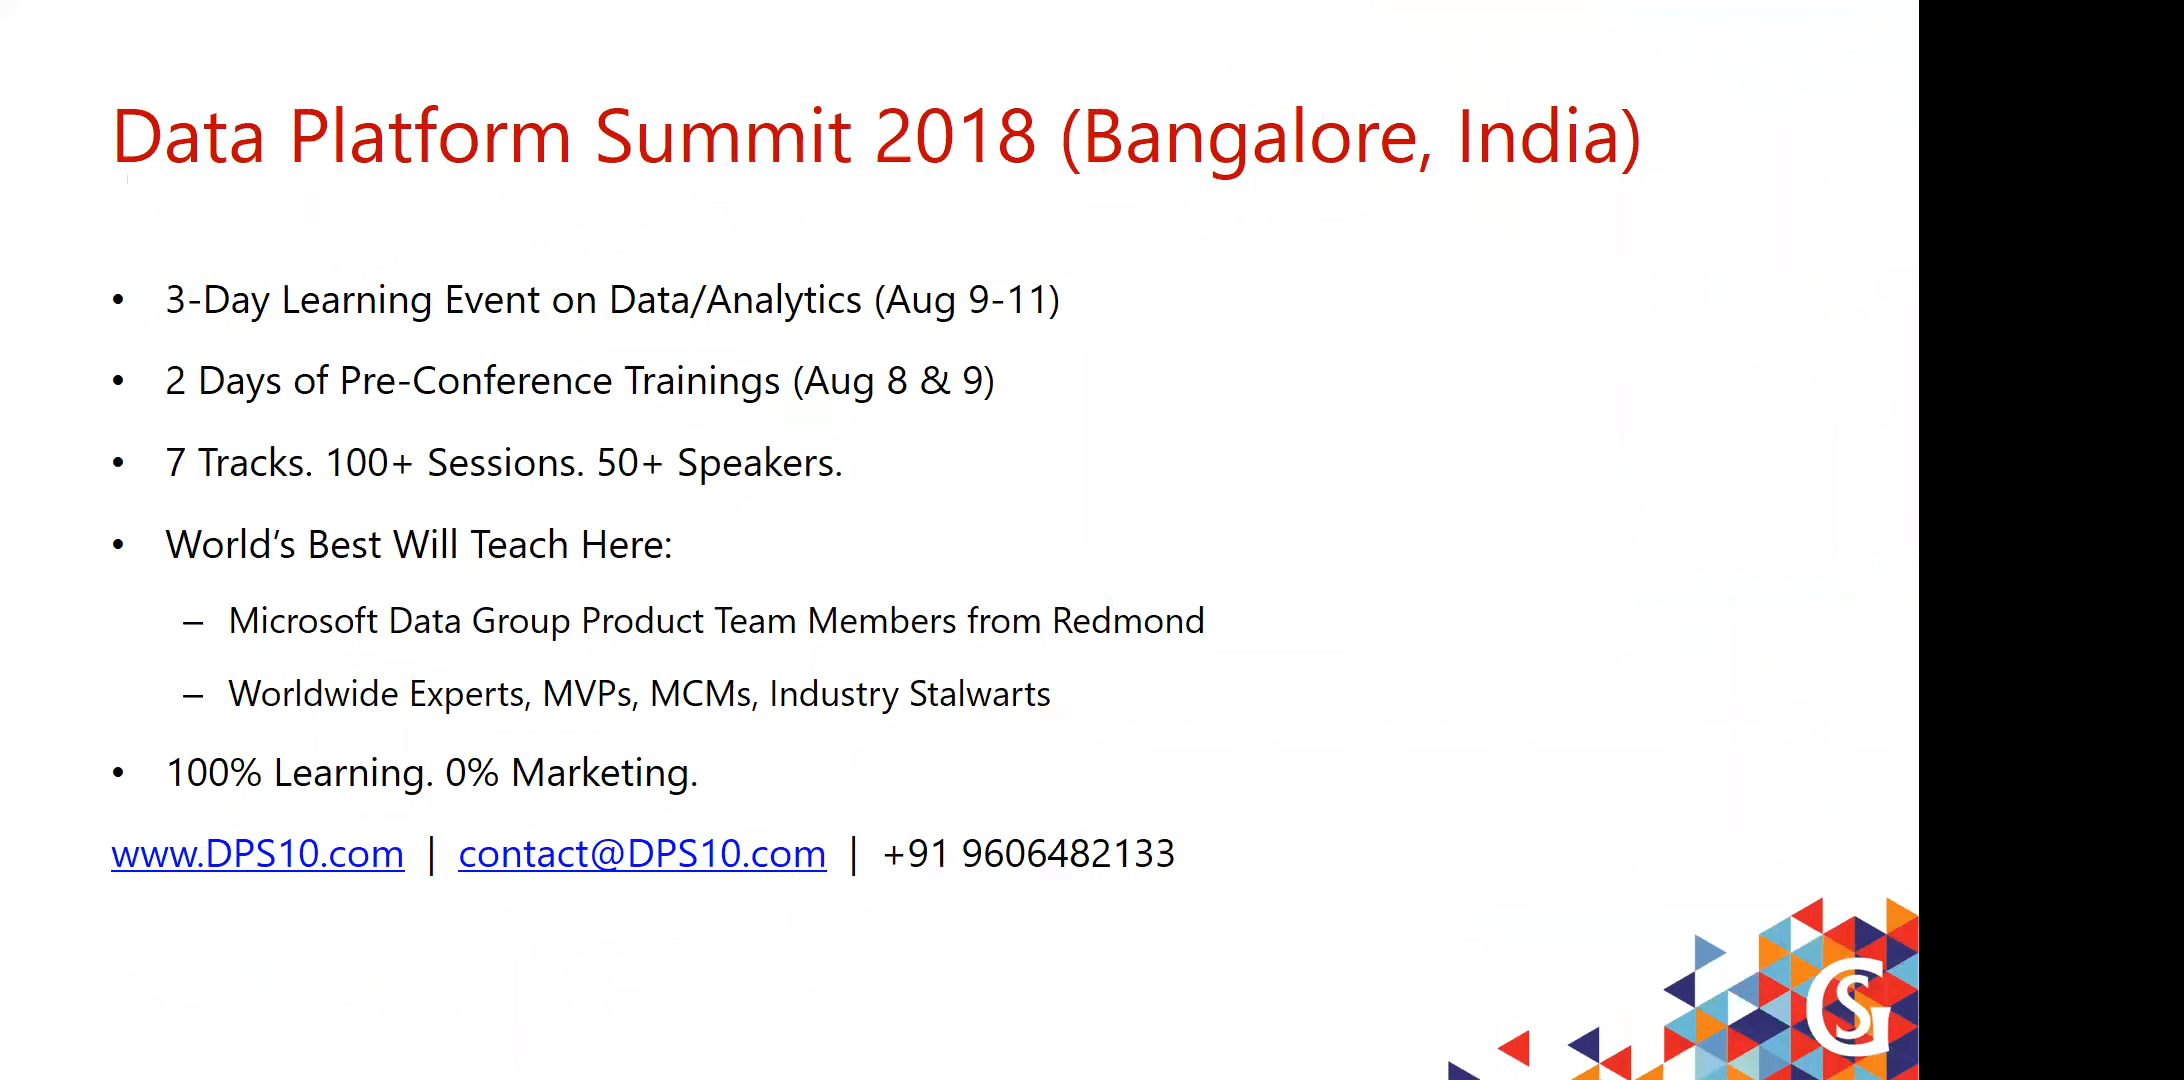 Data Platform Summit 2018 (Bangalore, India)
• 3-Day Learning Event on Data/Analytics (Aug 9-11)
• 2 Days of Pre-Conference Trainings (Aug 8 & 9)
• 7 Tracks. 100+ Sessions. 50+ Speakers.
• World’s Best Will Teach Here:
– Microsoft Data Group Product Team Members from Redmond
– Worldwide Experts, MVPs, MCMs, Industry Stalwarts
• 100% Learning. 0% Marketing.
www.DPS10.com | contact@DPS10.com | +91 9606482133
GS